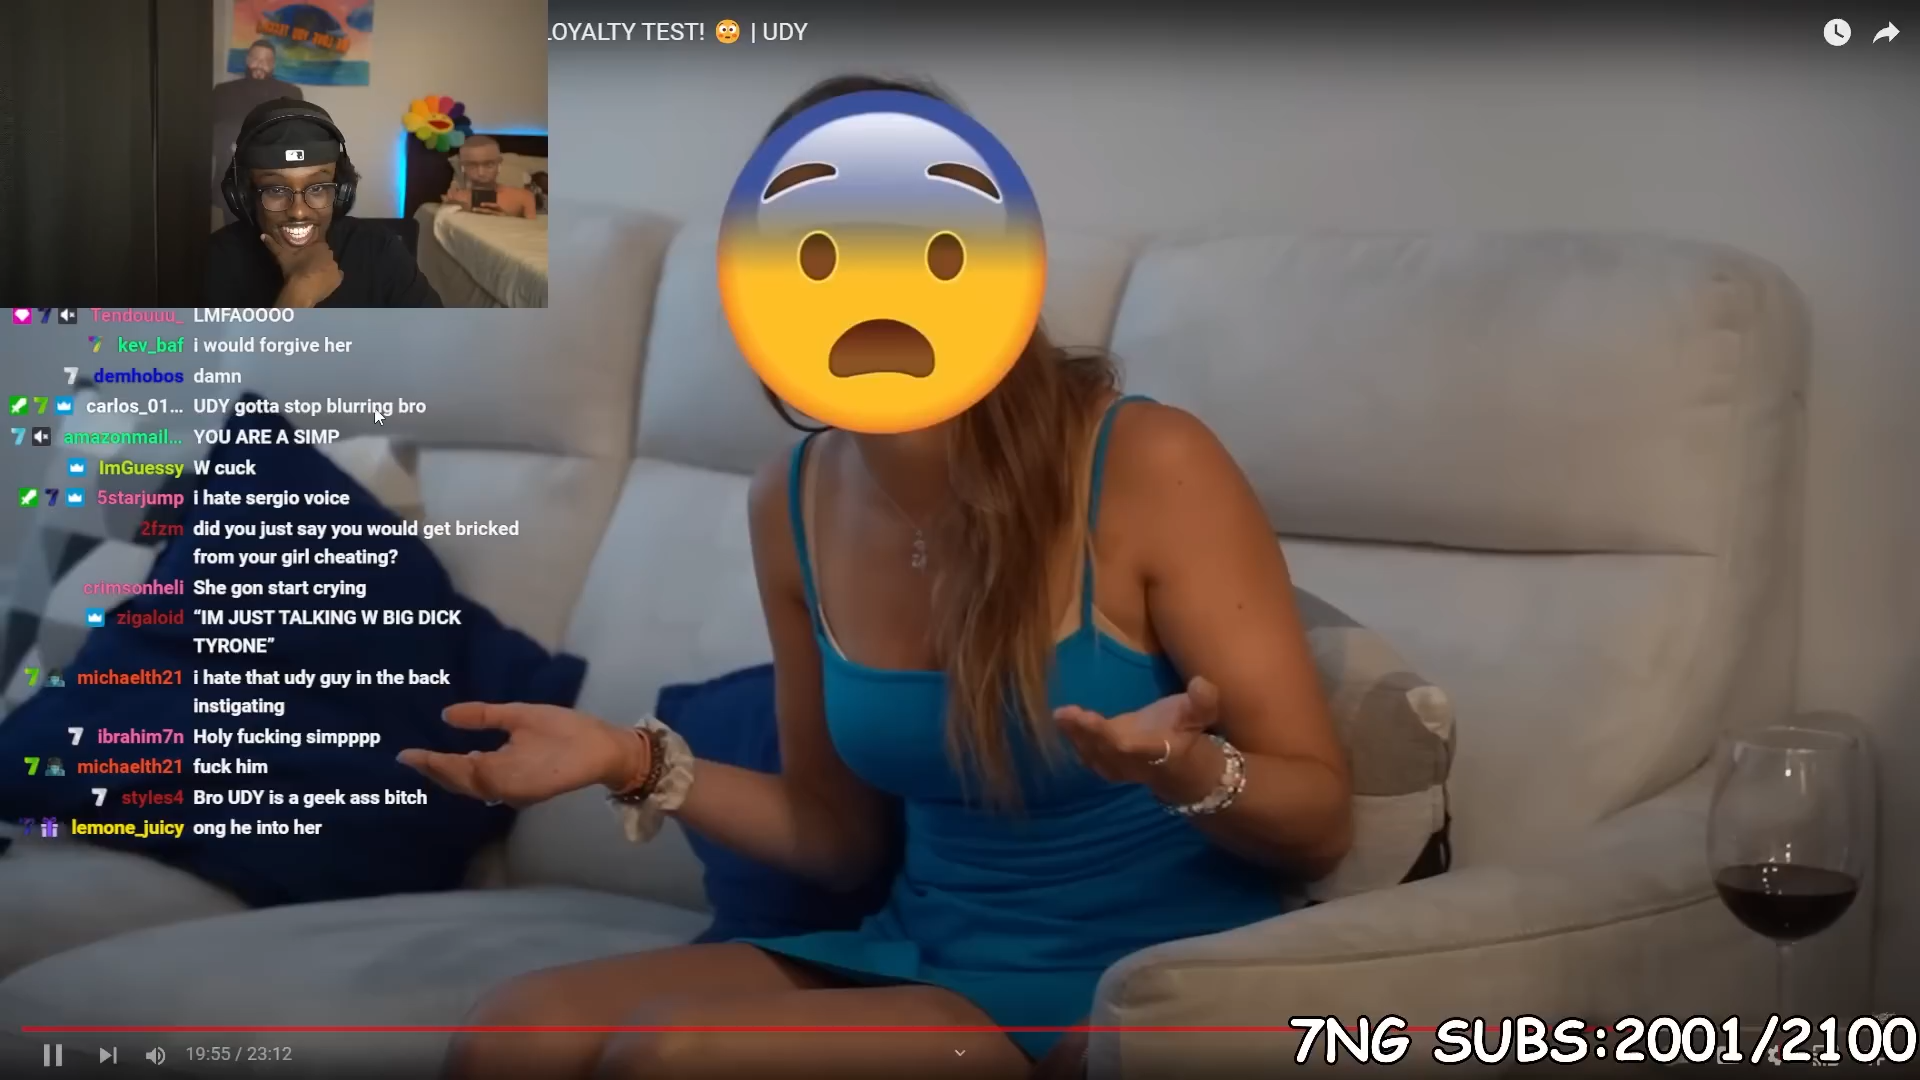 LOYALTY TEST! 😳 | UDY
Tendouuu_ LMFAOOOO
kev_baf i would forgive her
demhobos damn
carlos_01... UDY gotta stop blurring bro
amazonmail... YOU ARE A SIMP
ImGuessy W cuck
5starjump i hate sergio voice
2fzm did you just say you would get bricked
from your girl cheating?
crimsonheli She gon start crying
zigaloid “IM JUST TALKING W BIG DICK
TYRONE”
michaelth21 i hate that udy guy in the back
instigating
ibrahim7n Holy fucking simpppp
michaelth21 fuck him
styles4 Bro UDY is a geek ass bitch
lemone_juicy ong he into her
19:55 / 23:12
7NG SUBS:2001/2100